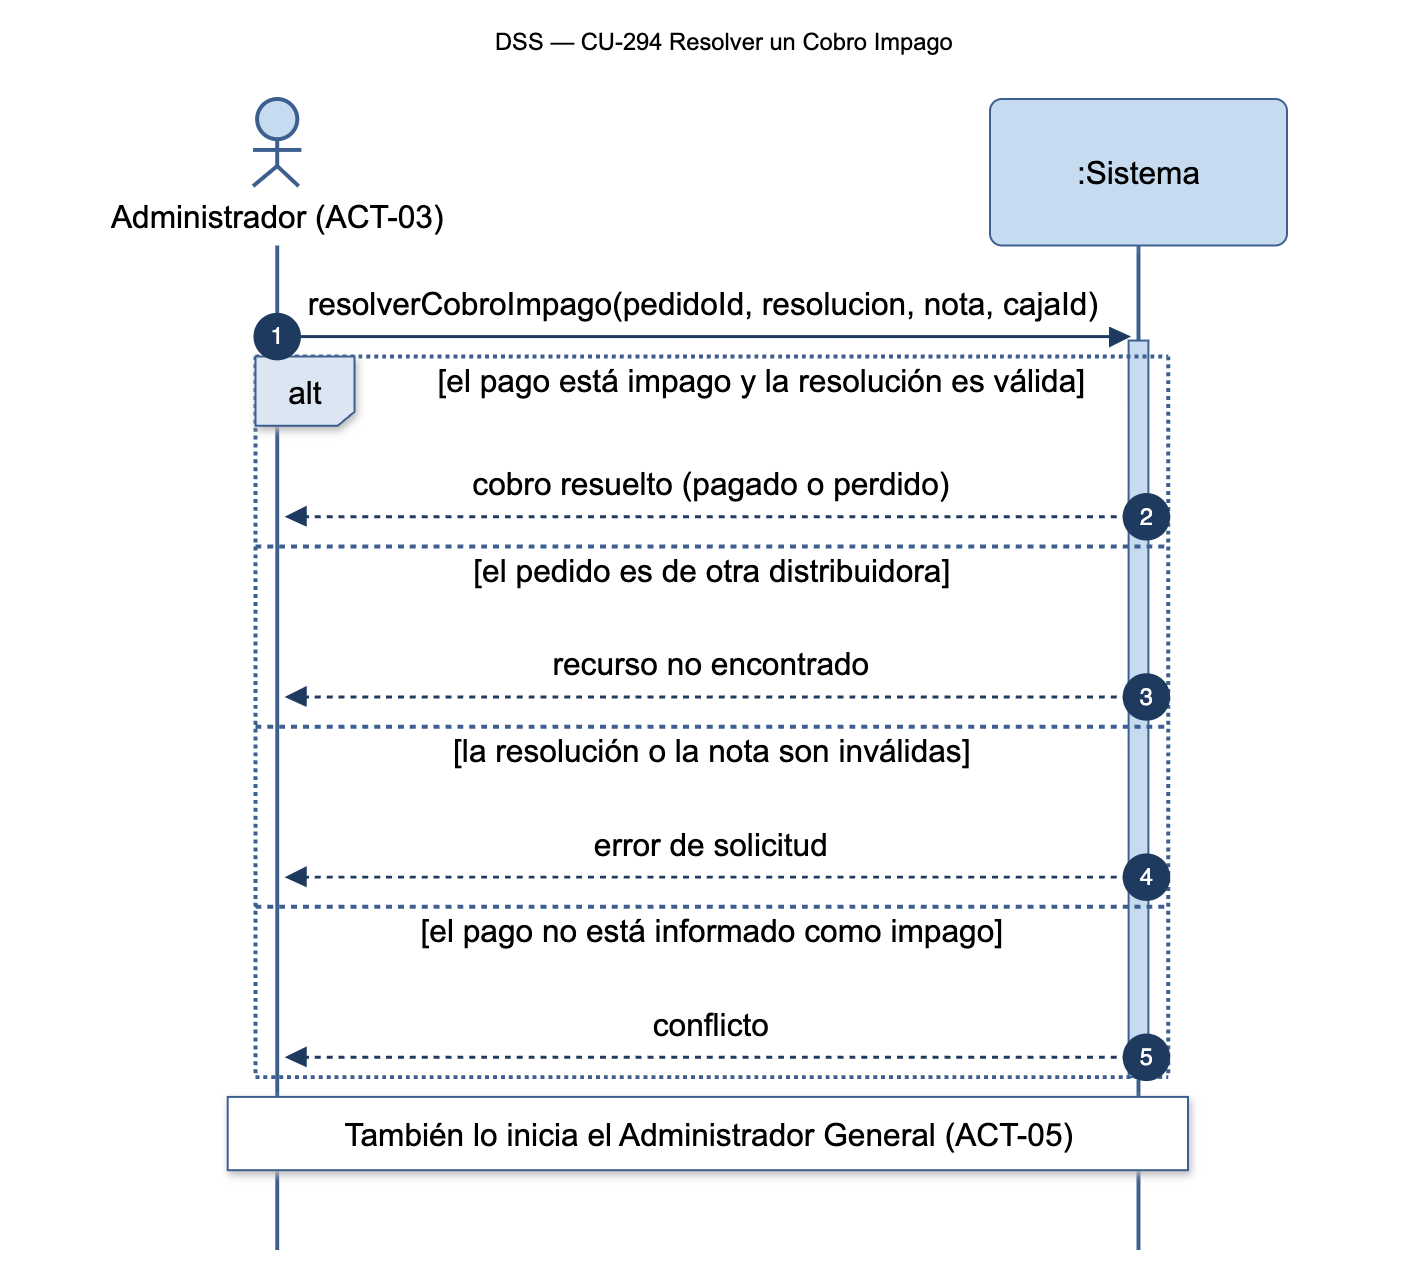 DSS — CU-294 Resolver un Cobro Impago
:Sistema
Administrador (ACT-03)
resolverCobroImpago(pedidoId, resolucion, nota, cajaId)
1
alt
[el pago está impago y la resolución es válida]
cobro resuelto (pagado o perdido)
2
[el pedido es de otra distribuidora]
recurso no encontrado
3
[la resolución o la nota son inválidas]
error de solicitud
4
[el pago no está informado como impago]
conflicto
5
También lo inicia el Administrador General (ACT-05)